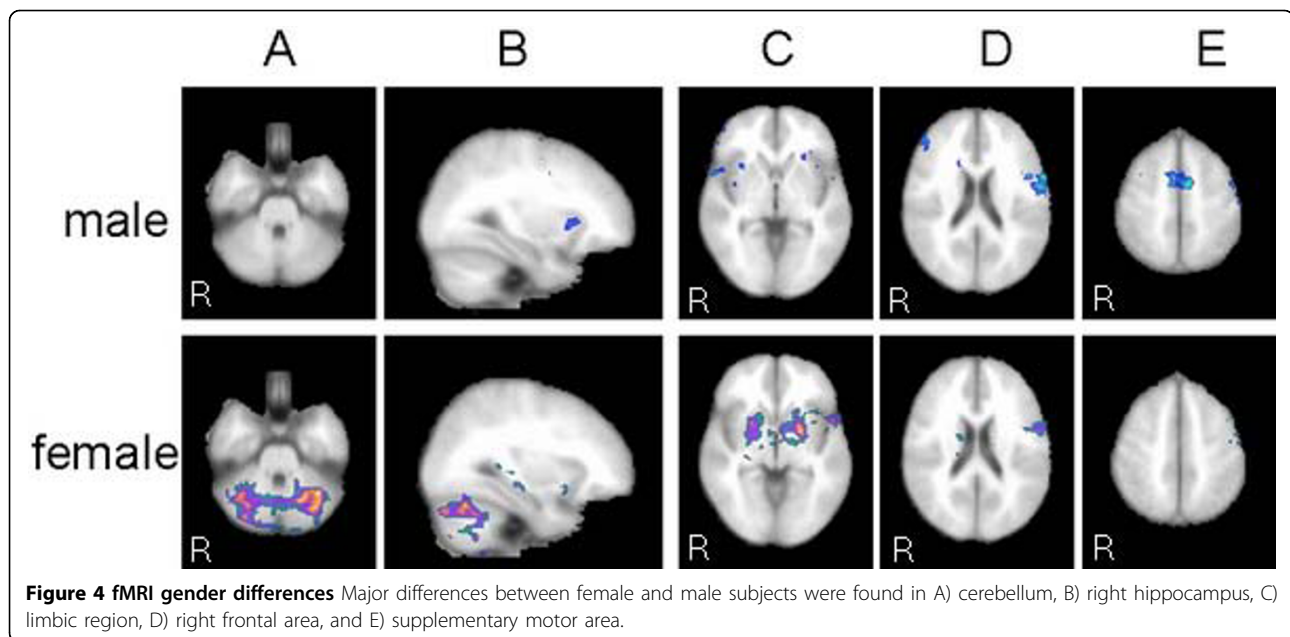 A B C D E
male
R R R R
female
R R R R
Figure 4 fMRI gender differences Major differences between female and male subjects were found in A) cerebellum, B) right hippocampus, C)
limbic region, D) right frontal area, and E) supplementary motor area.